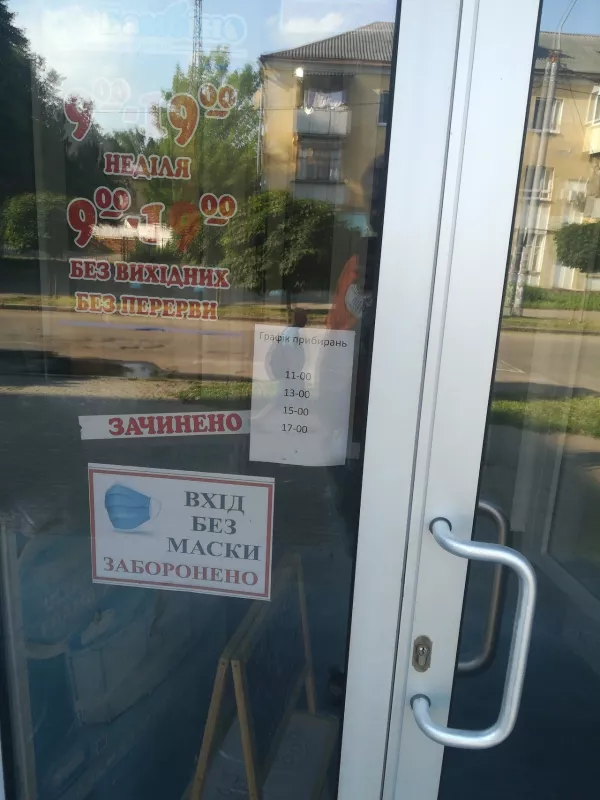 9⁰⁰-19⁰⁰
НЕДІЛЯ
9⁰⁰-19⁰⁰
БЕЗ ВИХІДНИХ
БЕЗ ПЕРЕРВИ
Графік прибирань
11-00
13-00
15-00
17-00
ЗАЧИНЕНО
ВХІД
БЕЗ
МАСКИ
ЗАБОРОНЕНО